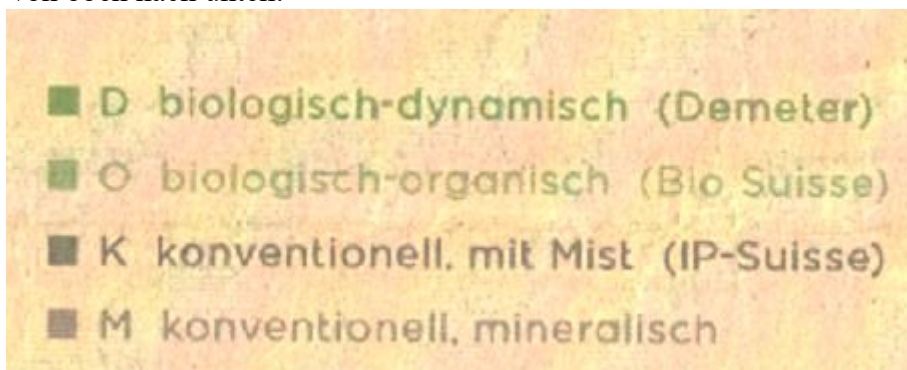 D biologisch-dynamisch (Demeter)
O biologisch-organisch (Bio Suisse)
K konventionell, mit Mist (IP-Suisse)
M konventionell, mineralisch